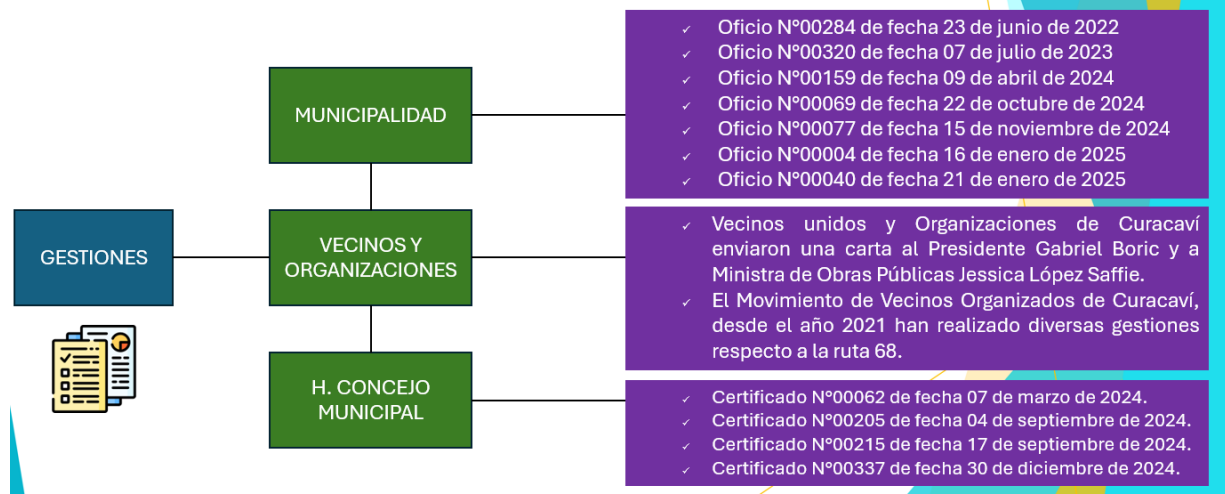 GESTIONES
MUNICIPALIDAD
Oficio N°00284 de fecha 23 de junio de 2022
Oficio N°00320 de fecha 07 de julio de 2023
Oficio N°00159 de fecha 09 de abril de 2024
Oficio N°00069 de fecha 22 de octubre de 2024
Oficio N°00077 de fecha 15 de noviembre de 2024
Oficio N°00004 de fecha 16 de enero de 2025
Oficio N°00040 de fecha 21 de enero de 2025
VECINOS Y
ORGANIZACIONES
Vecinos unidos y Organizaciones de Curacaví
enviaron una carta al Presidente Gabriel Boric y a
Ministra de Obras Públicas Jessica López Saffie.
El Movimiento de Vecinos Organizados de Curacaví,
desde el año 2021 han realizado diversas gestiones
respecto a la ruta 68.
H. CONCEJO
MUNICIPAL
Certificado N°00062 de fecha 07 de marzo de 2024.
Certificado N°00205 de fecha 04 de septiembre de 2024.
Certificado N°00215 de fecha 17 de septiembre de 2024.
Certificado N°00337 de fecha 30 de diciembre de 2024.